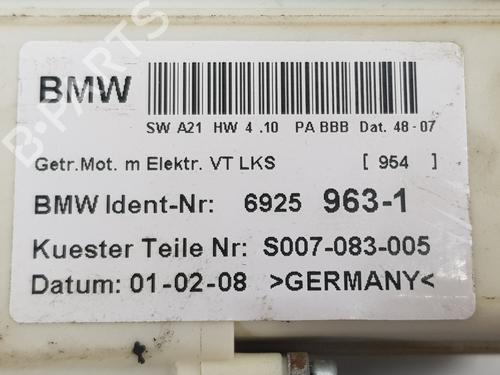 BMW
SW A21 HW 4 .10 PA BBB Dat. 48-07
Getr.Mot. m Elektr. VT LKS [ 954 ]
BMW Ident-Nr: 6925 963-1
Kuester Teile Nr: S007-083-005
Datum: 01-02-08 >GERMANY<
B-PARTS